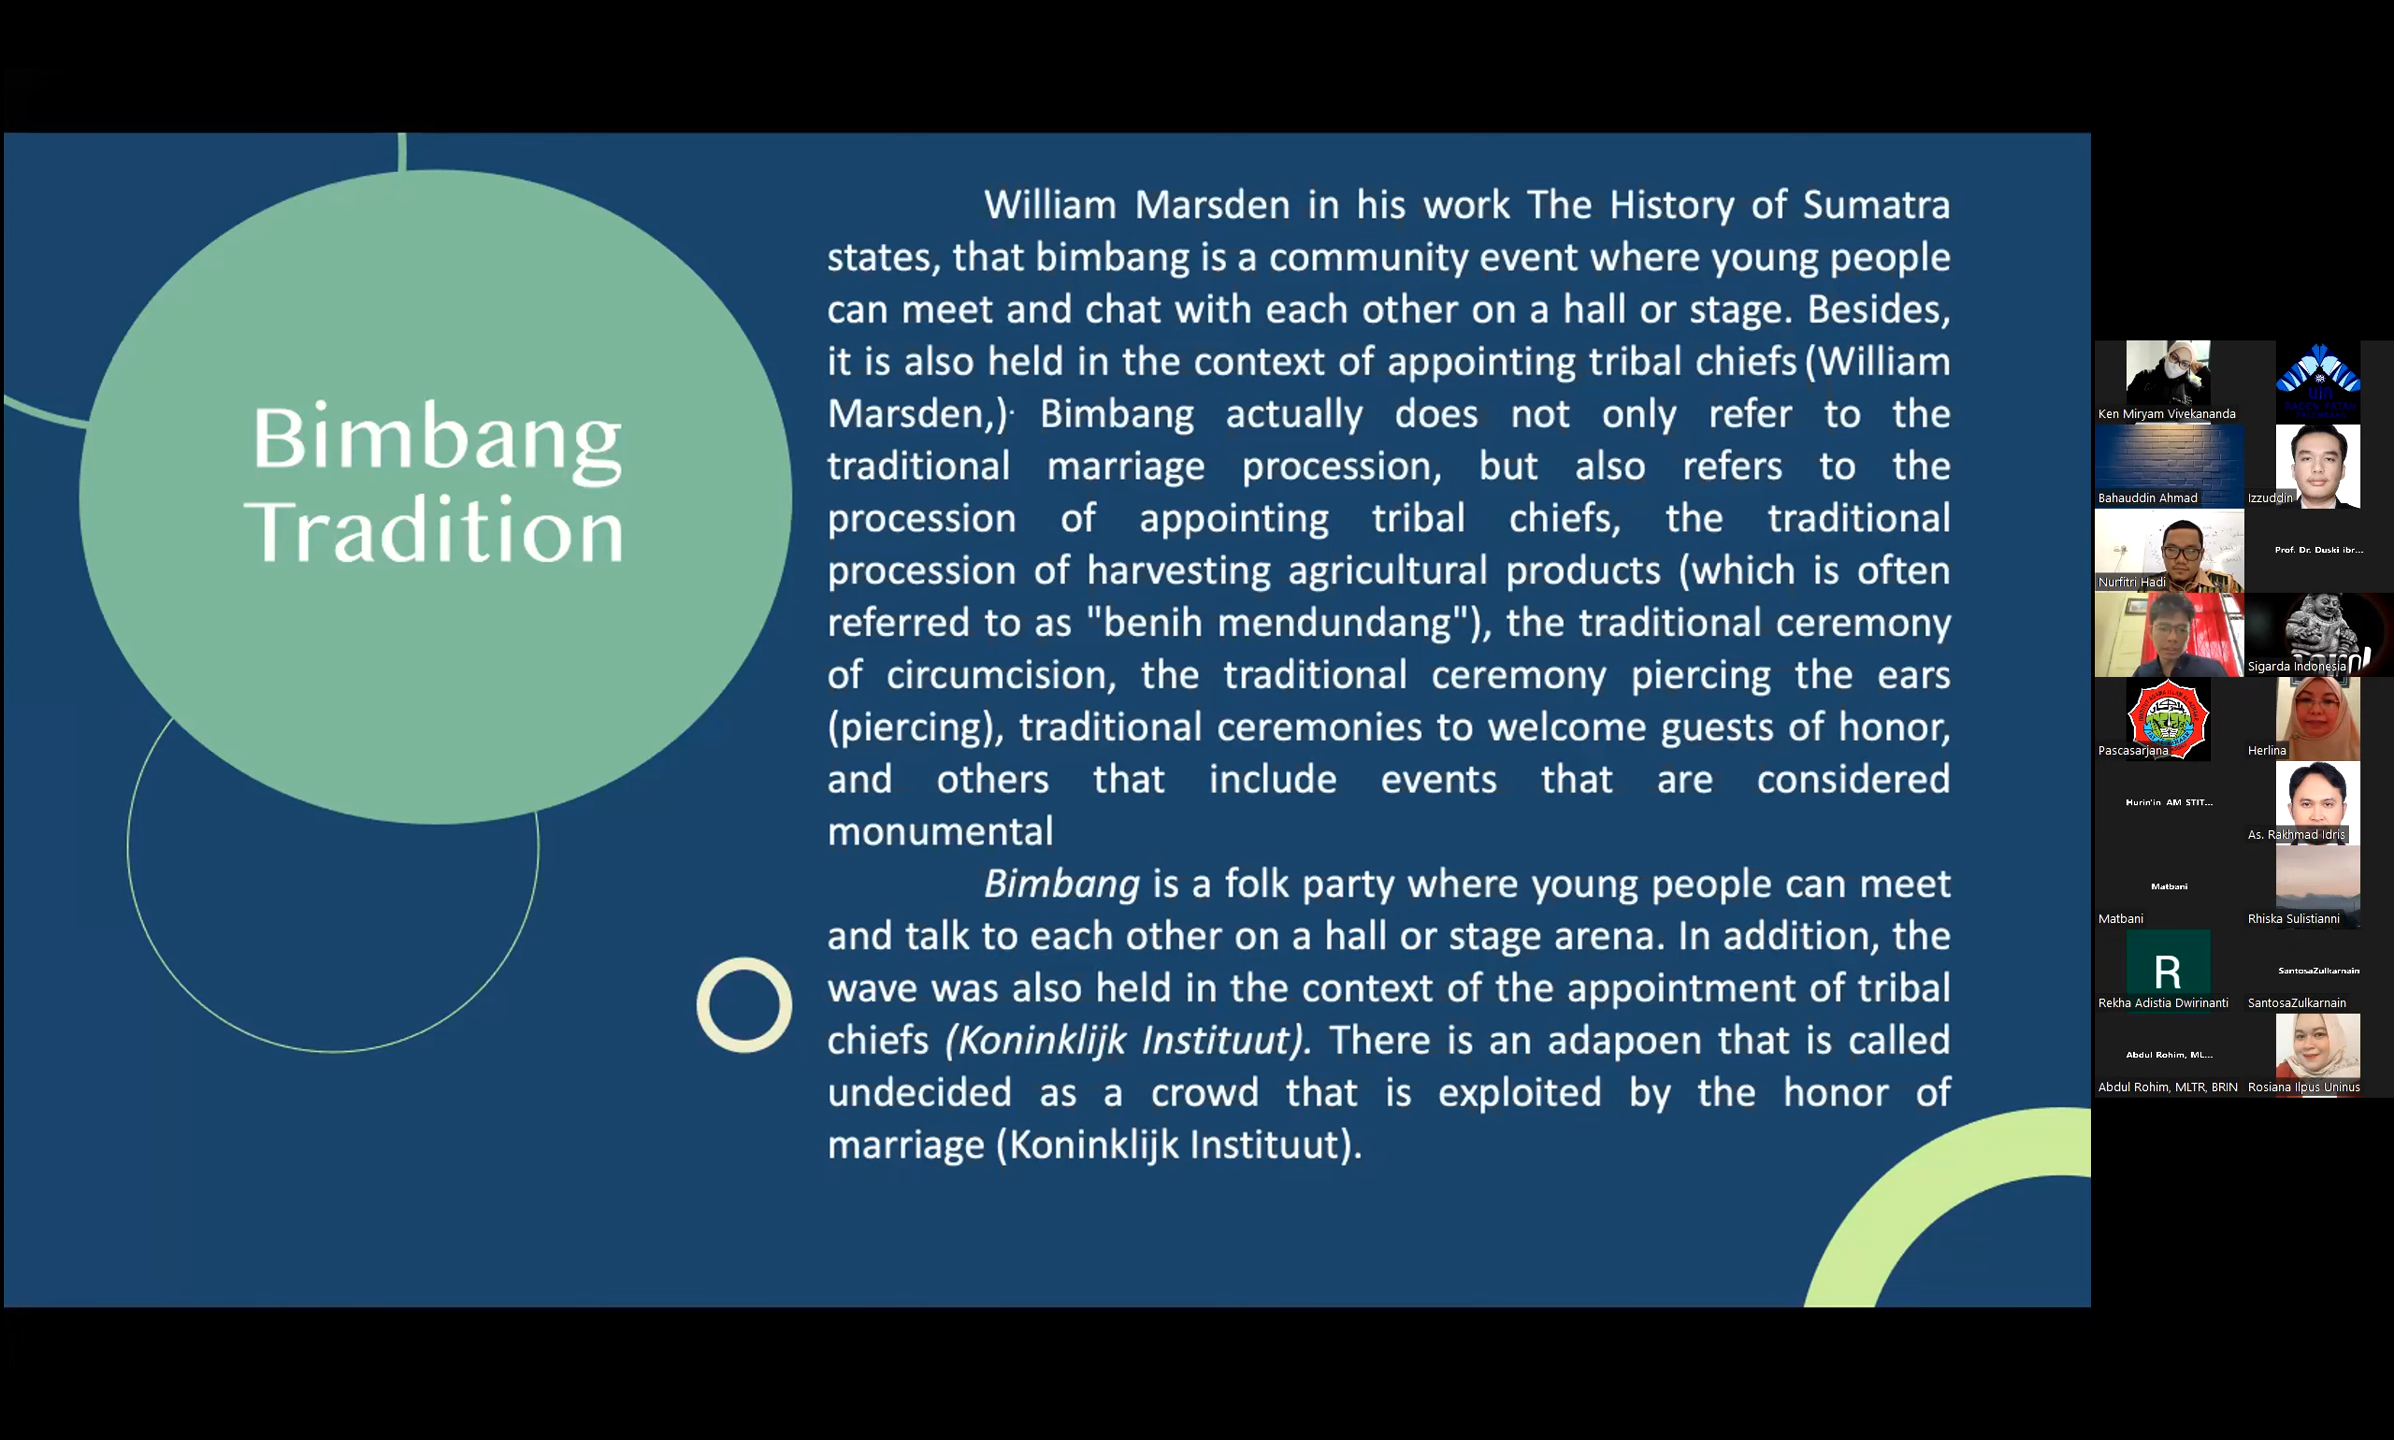 Bimbang
Tradition
William Marsden in his work The History of Sumatra
states, that bimbang is a community event where young people
can meet and chat with each other on a hall or stage. Besides,
it is also held in the context of appointing tribal chiefs (William
Marsden,). Bimbang actually does not only refer to the
traditional marriage procession, but also refers to the
procession of appointing tribal chiefs, the traditional
procession of harvesting agricultural products (which is often
referred to as "benih mendundang"), the traditional ceremony
of circumcision, the traditional ceremony piercing the ears
(piercing), traditional ceremonies to welcome guests of honor,
and others that include events that are considered
monumental
Bimbang is a folk party where young people can meet
and talk to each other on a hall or stage arena. In addition, the
wave was also held in the context of the appointment of tribal
chiefs (Koninklijk Instituut). There is an adapoen that is called
undecided as a crowd that is exploited by the honor of
marriage (Koninklijk Instituut).
Ken Miryam Vivekananda
UIN
Bahauddin Ahmad
Izzuddin
Nurfitri Hadi
Prof. Dr. Duski ibr...
Sigarda Indonesia
Pascasarjana
Herlina
Hurin'in AM STIT...
As. Rakhmad Idris
Matbani
Matbani
Rhiska Sulistianni
R
Rekha Adistia Dwirinanti
SantosaZulkarnain
SantosaZulkarnain
Abdul Rohim, ML...
Abdul Rohim, MLTR, BRIN
Rosiana Ilpus Uninus